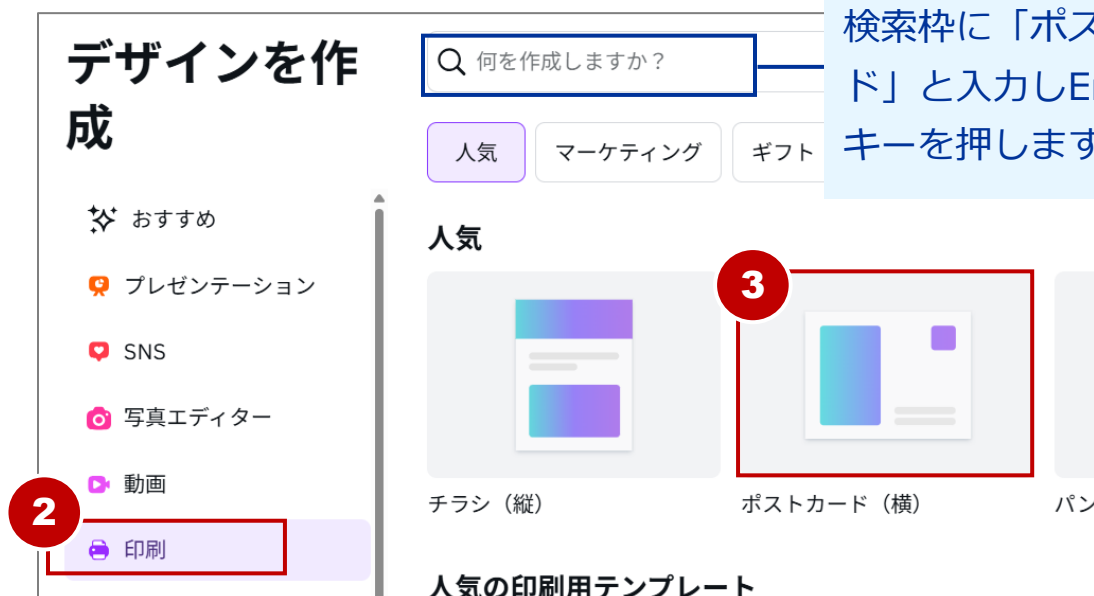 デザインを作
成
何を作成しますか？
検索枠に「ポス
ド」と入力しE
キーを押します
人気
マーケティング
ギフト
おすすめ
プレゼンテーション
SNS
写真エディター
動画
2
印刷
人気
3
チラシ（縦）
ポストカード（横）
パン
人気の印刷用テンプレート